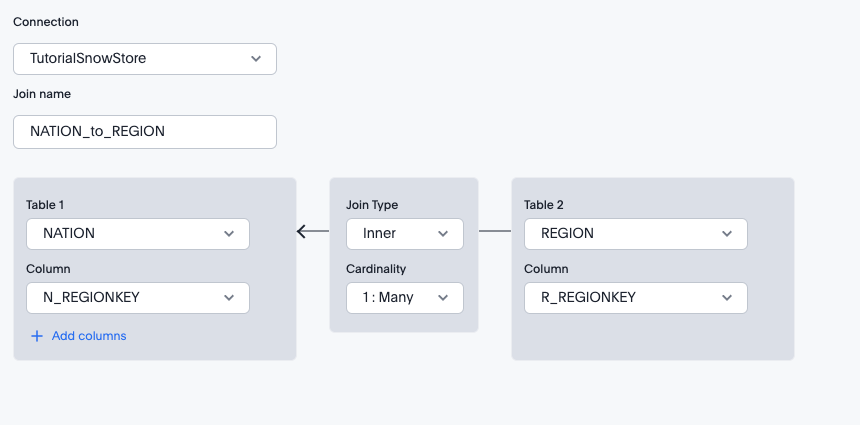 Connection
TutorialSnowStore
Join name
NATION_to_REGION
Table 1
NATION
Column
N_REGIONKEY
+ Add columns
Join Type
Inner
Cardinality
1 : Many
Table 2
REGION
Column
R_REGIONKEY